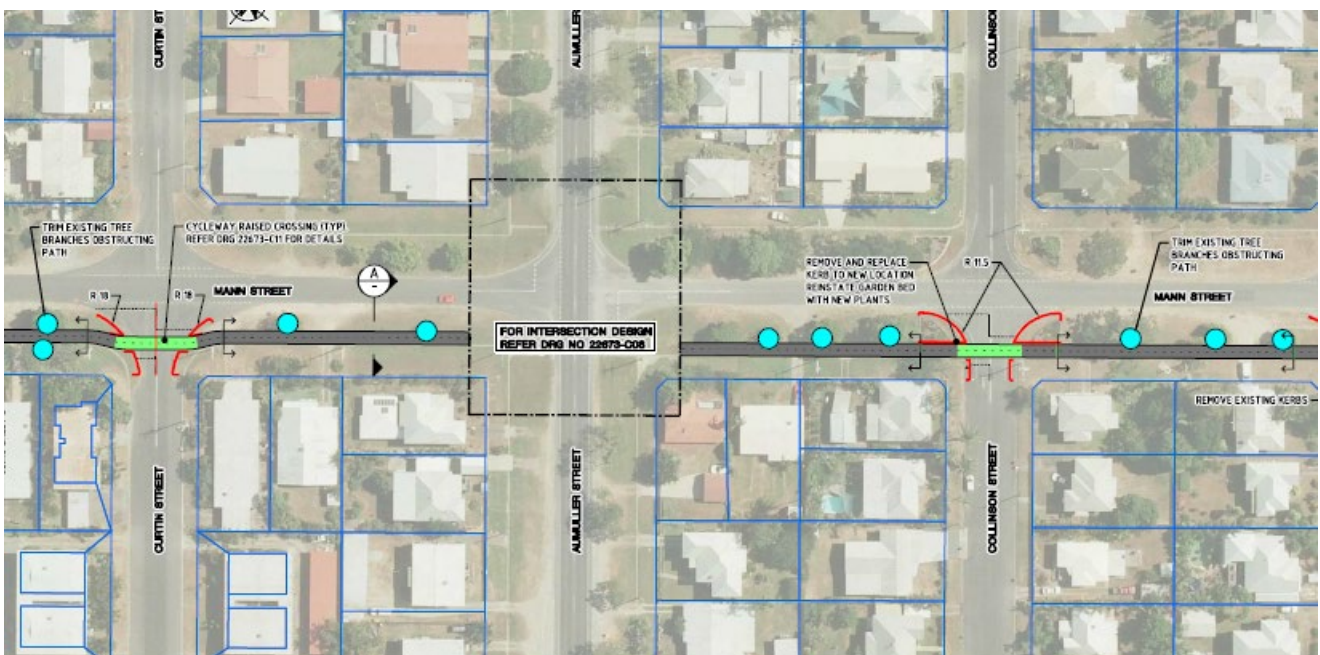 CURTIN ST
AUMULLER
COLLINSON
TRIM EXISTING TREE
BRANCHES OBSTRUCTING
PATH
CYCLEWAY RAISED CROSSING (TYP)
REFER DRG 22673-C11 FOR DETAILS
A
-
R 18
R 18
MANN STREET
FOR INTERSECTION DESIGN
REFER DRG NO 22673-C08
REMOVE AND REPLACE
KERB TO NEW LOCATION
REINSTATE GARDEN BED
WITH NEW PLANTS
R 11.5
TRIM EXISTING TREE
BRANCHES OBSTRUCTING
PATH
MANN STREET
REMOVE EXISTING KERBS
CURTIN STREET
AUMULLER STREET
COLLINSON STREET